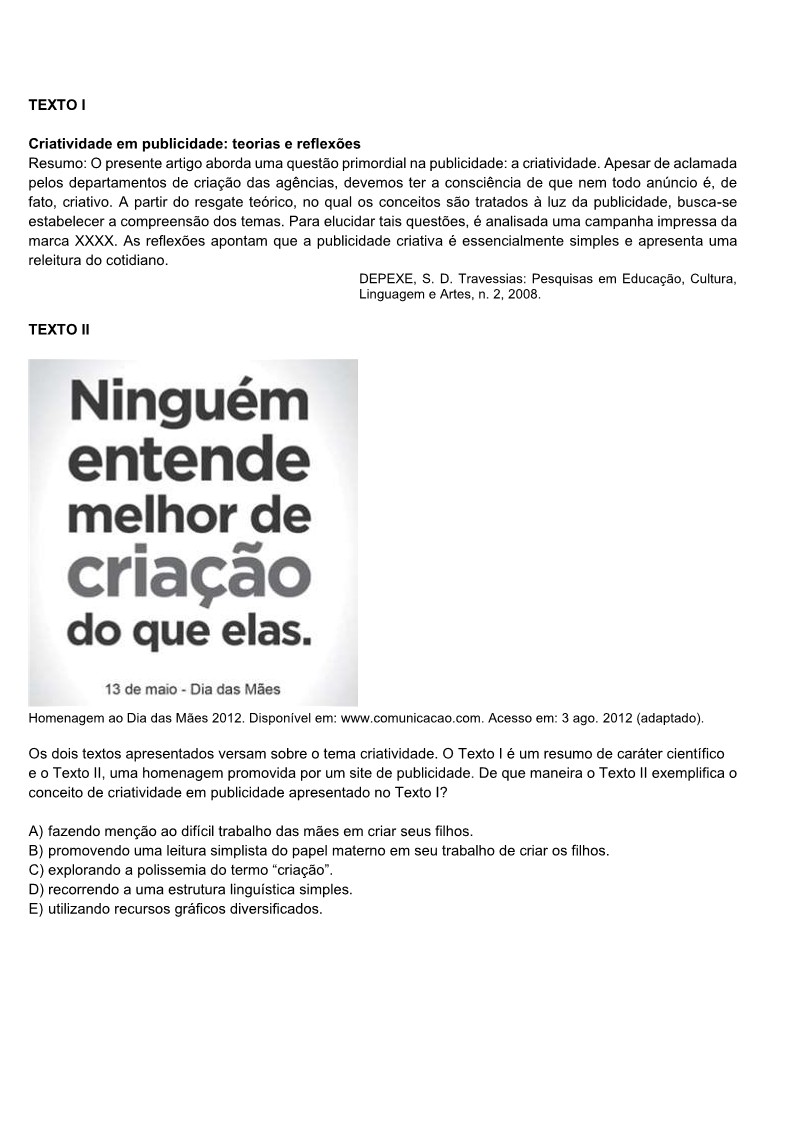 TEXTO I
Criatividade em publicidade: teorias e reflexões
Resumo: O presente artigo aborda uma questão primordial na publicidade: a criatividade. Apesar de aclamada
pelos departamentos de criação das agências, devemos ter a consciência de que nem todo anúncio é, de
fato, criativo. A partir do resgate teórico, no qual os conceitos são tratados à luz da publicidade, busca-se
estabelecer a compreensão dos temas. Para elucidar tais questões, é analisada uma campanha impressa da
marca XXXX. As reflexões apontam que a publicidade criativa é essencialmente simples e apresenta uma
releitura do cotidiano.
DEPEXE, S. D. Travessias: Pesquisas em Educação, Cultura,
Linguagem e Artes, n. 2, 2008.
TEXTO II
Ninguém
entende
melhor de
criação
do que elas.
13 de maio - Dia das Mães
Homenagem ao Dia das Mães 2012. Disponível em: www.comunicacao.com. Acesso em: 3 ago. 2012 (adaptado).
Os dois textos apresentados versam sobre o tema criatividade. O Texto I é um resumo de caráter científico
e o Texto II, uma homenagem promovida por um site de publicidade. De que maneira o Texto II exemplifica o
conceito de criatividade em publicidade apresentado no Texto I?
A) fazendo menção ao difícil trabalho das mães em criar seus filhos.
B) promovendo uma leitura simplista do papel materno em seu trabalho de criar os filhos.
C) explorando a polissemia do termo “criação”.
D) recorrendo a uma estrutura linguística simples.
E) utilizando recursos gráficos diversificados.